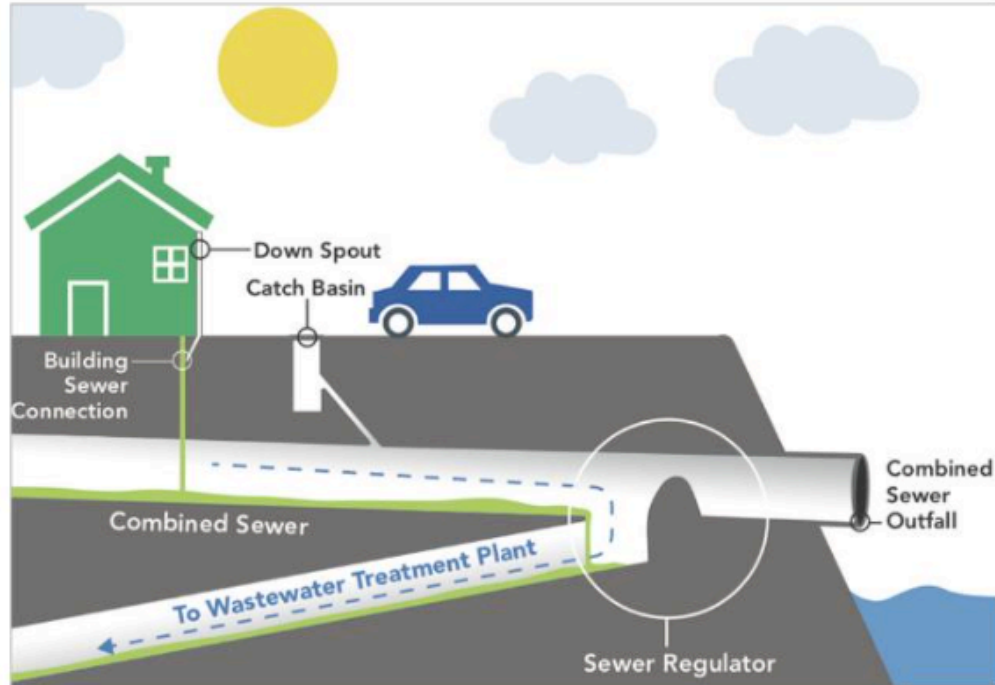 Down Spout
Catch Basin
Building
Sewer
Connection
Combined
Sewer
Outfall
Combined Sewer
To Wastewater Treatment Plant
Sewer Regulator